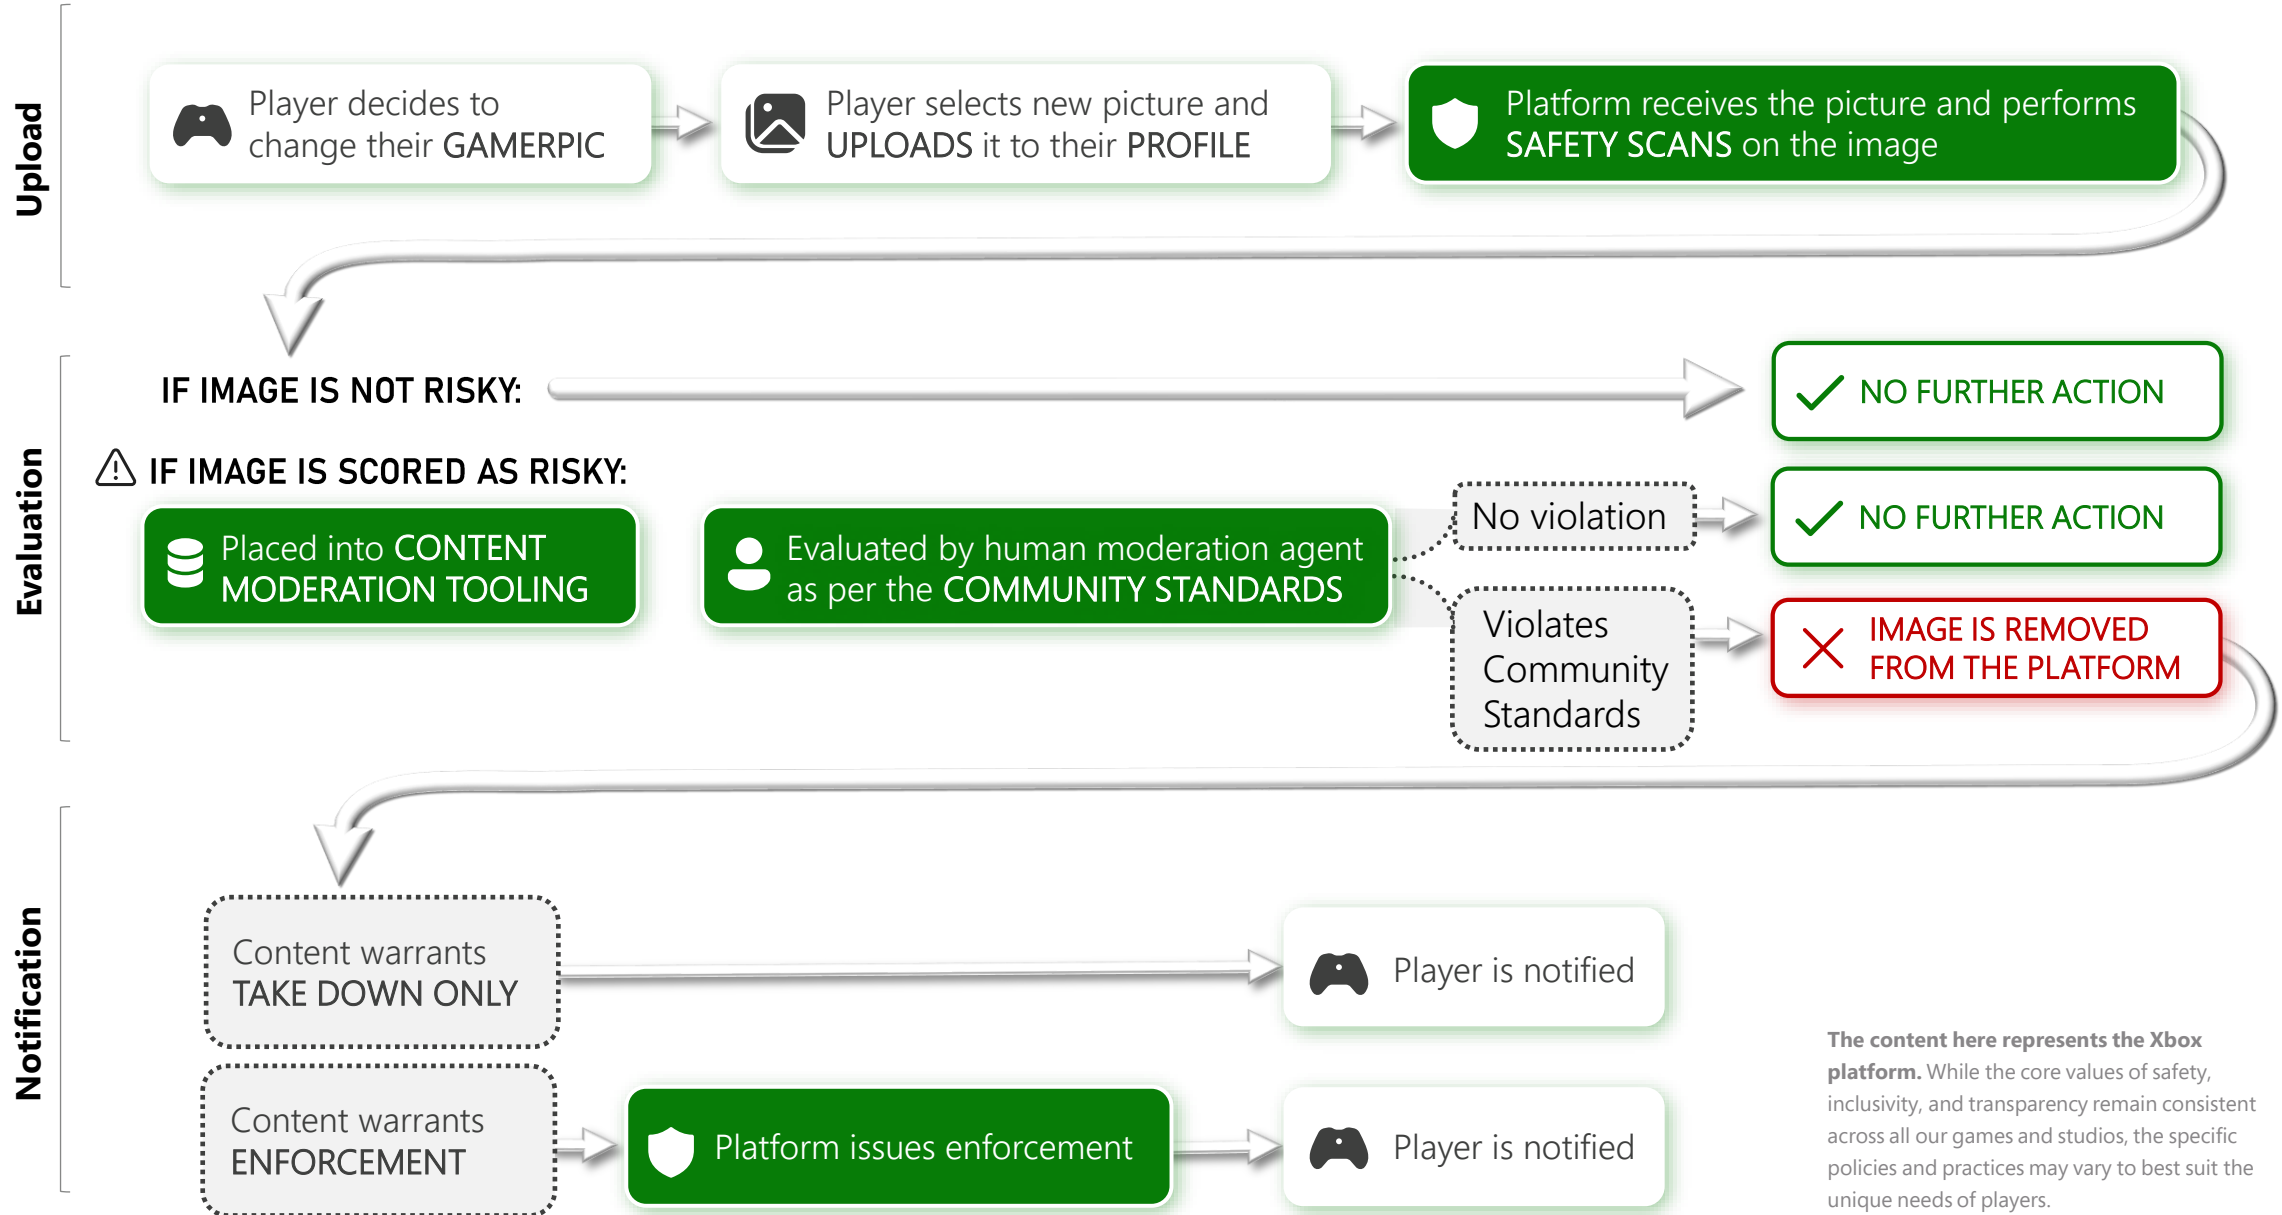 Upload
Player decides to
change their GAMERPIC
Player selects new picture and
UPLOADS it to their PROFILE
Platform receives the picture and performs
SAFETY SCANS on the image
Evaluation
IF IMAGE IS NOT RISKY:
NO FURTHER ACTION
IF IMAGE IS SCORED AS RISKY:
Placed into CONTENT
MODERATION TOOLING
Evaluated by human moderation agent
as per the COMMUNITY STANDARDS
No violation
NO FURTHER ACTION
Violates
Community
Standards
IMAGE IS REMOVED
FROM THE PLATFORM
Notification
Content warrants
TAKE DOWN ONLY
Player is notified
Content warrants
ENFORCEMENT
Platform issues enforcement
Player is notified
The content here represents the Xbox
platform. While the core values of safety,
inclusivity, and transparency remain consistent
across all our games and studios, the specific
policies and practices may vary to best suit the
unique needs of players.